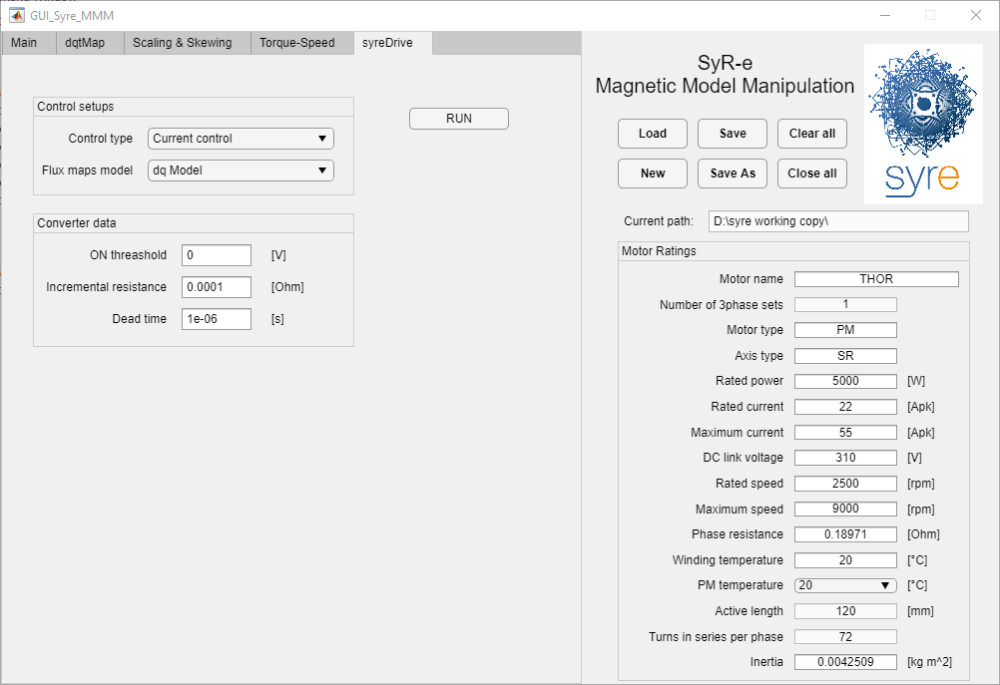 GUI_Syre_MMM
Main dqtMap Scaling & Skewing Torque-Speed syreDrive
Control setups
Control type Current control
Flux maps model dq Model
RUN
Converter data
ON threashold 0 [V]
Incremental resistance 0.0001 [Ohm]
Dead time 1e-06 [s]
SyR-e
Magnetic Model Manipulation
Load Save Clear all
New Save As Close all
syre
Current path: D:\syre working copy\
Motor Ratings
Motor name THOR
Number of 3phase sets 1
Motor type PM
Axis type SR
Rated power 5000 [W]
Rated current 22 [Apk]
Maximum current 55 [Apk]
DC link voltage 310 [V]
Rated speed 2500 [rpm]
Maximum speed 9000 [rpm]
Phase resistance 0.18971 [Ohm]
Winding temperature 20 [°C]
PM temperature 20 [°C]
Active length 120 [mm]
Turns in series per phase 72
Inertia 0.0042509 [kg m^2]